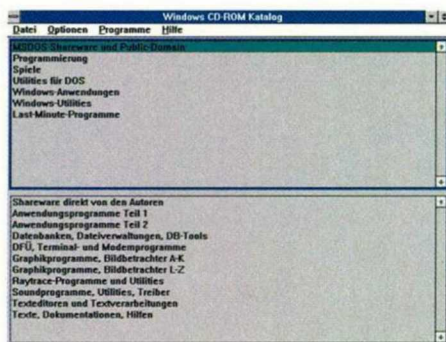 Windows CD-ROM Katalog
Datei Optionen Programme Hilfe
MSDOS-Shareware und Public-Domain
Programmierung
Spiele
Utilities für DOS
Windows-Anwendungen
Windows-Utilities
Last-Minute-Programme
Shareware direkt von den Autoren
Anwendungsprogramme Teil 1
Anwendungsprogramme Teil 2
Datenbanken, Dateiverwaltungen, DB-Tools
DFÜ, Terminal- und Modemprogramme
Graphikprogramme, Bildbetrachter A-K
Graphikprogramme, Bildbetrachter L-Z
Raytrace-Programme und Utilities
Soundprogramme, Utilities, Treiber
Texteditoren und Textverarbeitungen
Texte, Dokumentationen, Hilfen